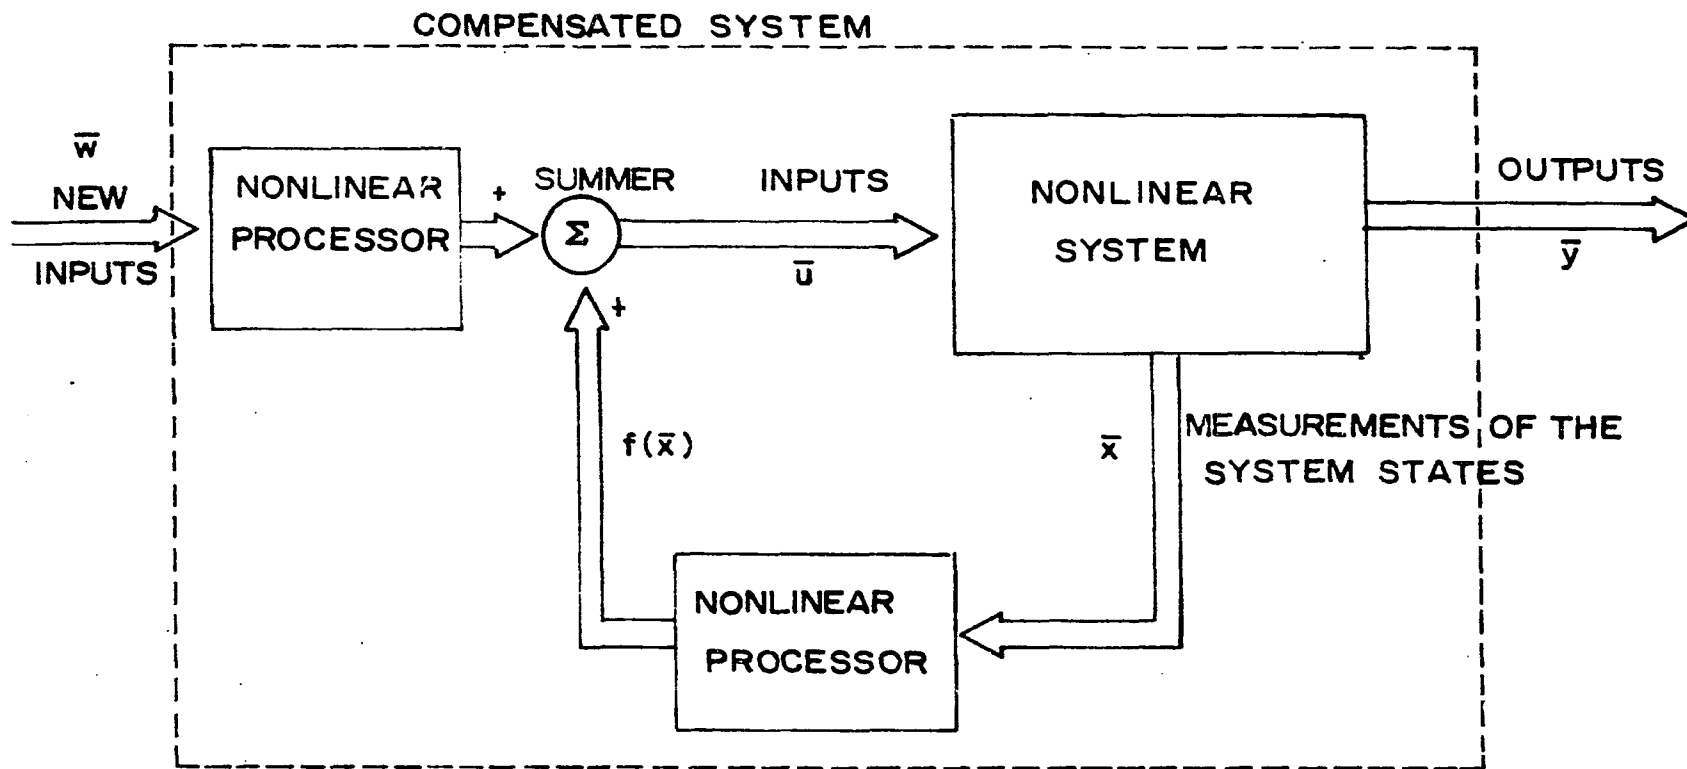 COMPENSATED SYSTEM
w̅
NEW
INPUTS
NONLINEAR
PROCESSOR
+
SUMMER
Σ
+
INPUTS
u̅
NONLINEAR
SYSTEM
OUTPUTS
y̅
f(x̅)
x̅
MEASUREMENTS OF THE
SYSTEM STATES
NONLINEAR
PROCESSOR